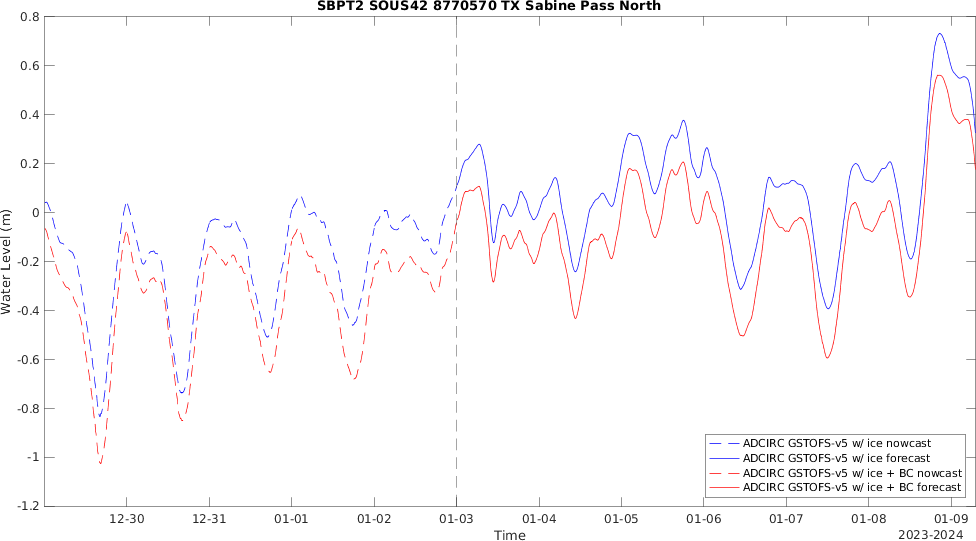 SBPT2 SOUS42 8770570 TX Sabine Pass North
Water Level (m)
0.8
0.6
0.4
0.2
0
-0.2
-0.4
-0.6
-0.8
-1
-1.2
ADCIRC GSTOFS-v5 w/ ice nowcast
ADCIRC GSTOFS-v5 w/ ice forecast
ADCIRC GSTOFS-v5 w/ ice + BC nowcast
ADCIRC GSTOFS-v5 w/ ice + BC forecast
12-30 12-31 01-01 01-02 01-03 01-04 01-05 01-06 01-07 01-08 01-09
Time
2023-2024